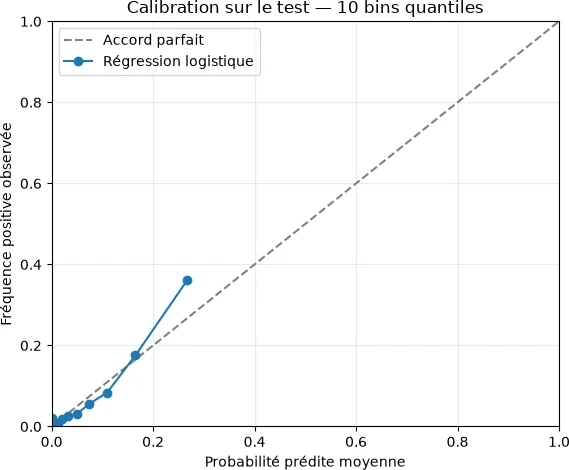 Calibration sur le test — 10 bins quantiles
Accord parfait
Régression logistique
Fréquence positive observée
1.0
0.8
0.6
0.4
0.2
0.0
0.0 0.2 0.4 0.6 0.8 1.0
Probabilité prédite moyenne